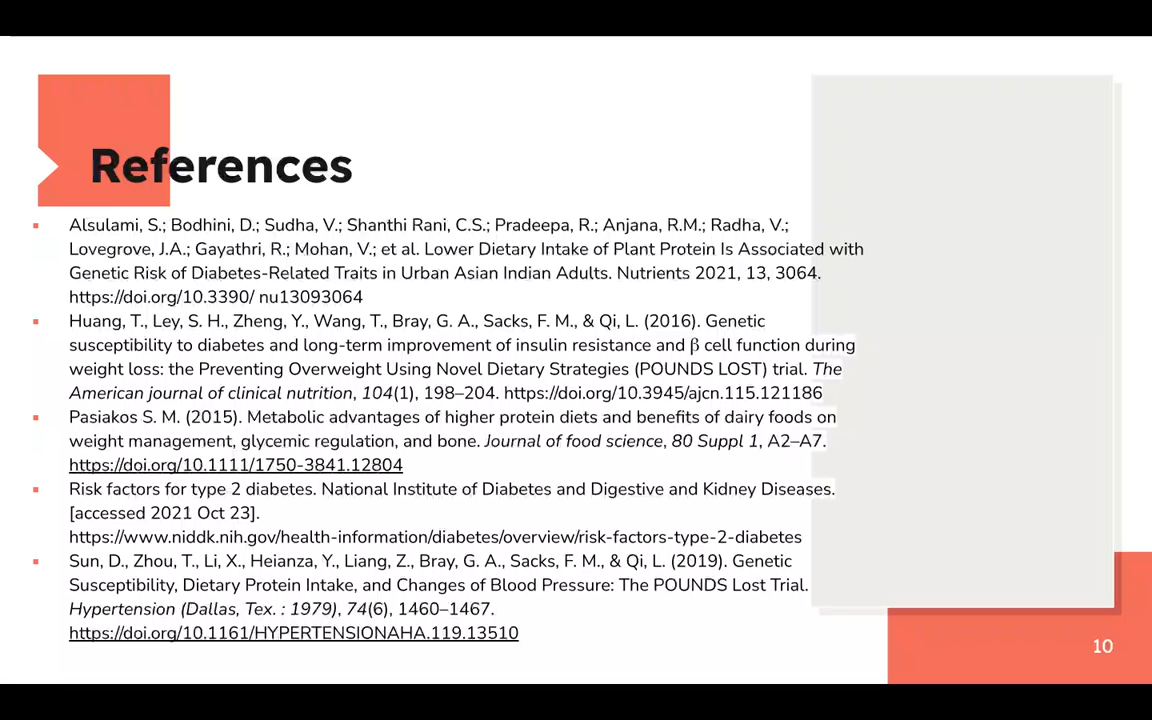 References
Alsulami, S.; Bodhini, D.; Sudha, V.; Shanthi Rani, C.S.; Pradeepa, R.; Anjana, R.M.; Radha, V.;
Lovegrove, J.A.; Gayathri, R.; Mohan, V.; et al. Lower Dietary Intake of Plant Protein Is Associated with
Genetic Risk of Diabetes-Related Traits in Urban Asian Indian Adults. Nutrients 2021, 13, 3064.
https://doi.org/10.3390/ nu13093064
Huang, T., Ley, S. H., Zheng, Y., Wang, T., Bray, G. A., Sacks, F. M., & Qi, L. (2016). Genetic
susceptibility to diabetes and long-term improvement of insulin resistance and β cell function during
weight loss: the Preventing Overweight Using Novel Dietary Strategies (POUNDS LOST) trial. The
American journal of clinical nutrition, 104(1), 198–204. https://doi.org/10.3945/ajcn.115.121186
Pasiakos S. M. (2015). Metabolic advantages of higher protein diets and benefits of dairy foods on
weight management, glycemic regulation, and bone. Journal of food science, 80 Suppl 1, A2–A7.
https://doi.org/10.1111/1750-3841.12804
Risk factors for type 2 diabetes. National Institute of Diabetes and Digestive and Kidney Diseases.
[accessed 2021 Oct 23].
https://www.niddk.nih.gov/health-information/diabetes/overview/risk-factors-type-2-diabetes
Sun, D., Zhou, T., Li, X., Heianza, Y., Liang, Z., Bray, G. A., Sacks, F. M., & Qi, L. (2019). Genetic
Susceptibility, Dietary Protein Intake, and Changes of Blood Pressure: The POUNDS Lost Trial.
Hypertension (Dallas, Tex. : 1979), 74(6), 1460–1467.
https://doi.org/10.1161/HYPERTENSIONAHA.119.13510
10